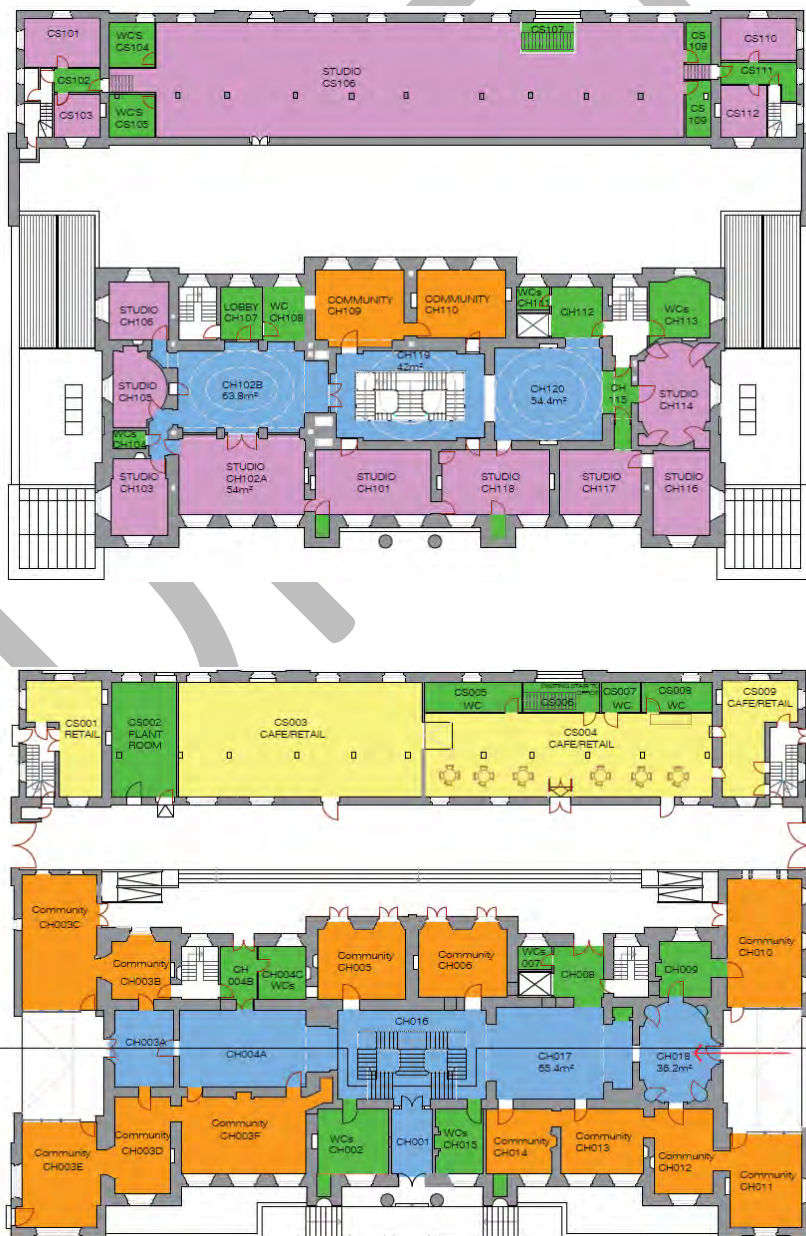 CS101
WC'S
CS104
CS107
CS
108
CS110
CS102
STUDIO
CS106
CS111
CS103
WC'S
CS105
CS
109
CS112
STUDIO
CH106
LOBBY
CH107
WC
CH108
COMMUNITY
CH109
COMMUNITY
CH110
WCs
CH111
CH112
WCs
CH113
CH119
42m²
STUDIO
CH105
CH102B
63.8m²
CH120
54.4m²
CH
115
STUDIO
CH114
WCs
CH104
STUDIO
CH103
STUDIO
CH102A
54m²
STUDIO
CH101
STUDIO
CH118
STUDIO
CH117
STUDIO
CH116
CS001
RETAIL
CS002
PLANT
ROOM
CS003
CAFE/RETAIL
CS005
WC
EXISTING STAIR TO
CS006
CS007
WC
CS008
WC
CS009
CAFE/RETAIL
CS004
CAFE/RETAIL
Community
CH003C
Community
CH003B
CH
004B
CH004C
WCs
Community
CH005
Community
CH006
WCs
007
CH008
CH009
Community
CH010
CH003A
CH004A
CH016
CH017
65.4m²
CH018
36.2m²
Community
CH003E
Community
CH003D
Community
CH003F
WCs
CH002
CH001
WCs
CH015
Community
CH014
Community
CH013
Community
CH012
Community
CH011